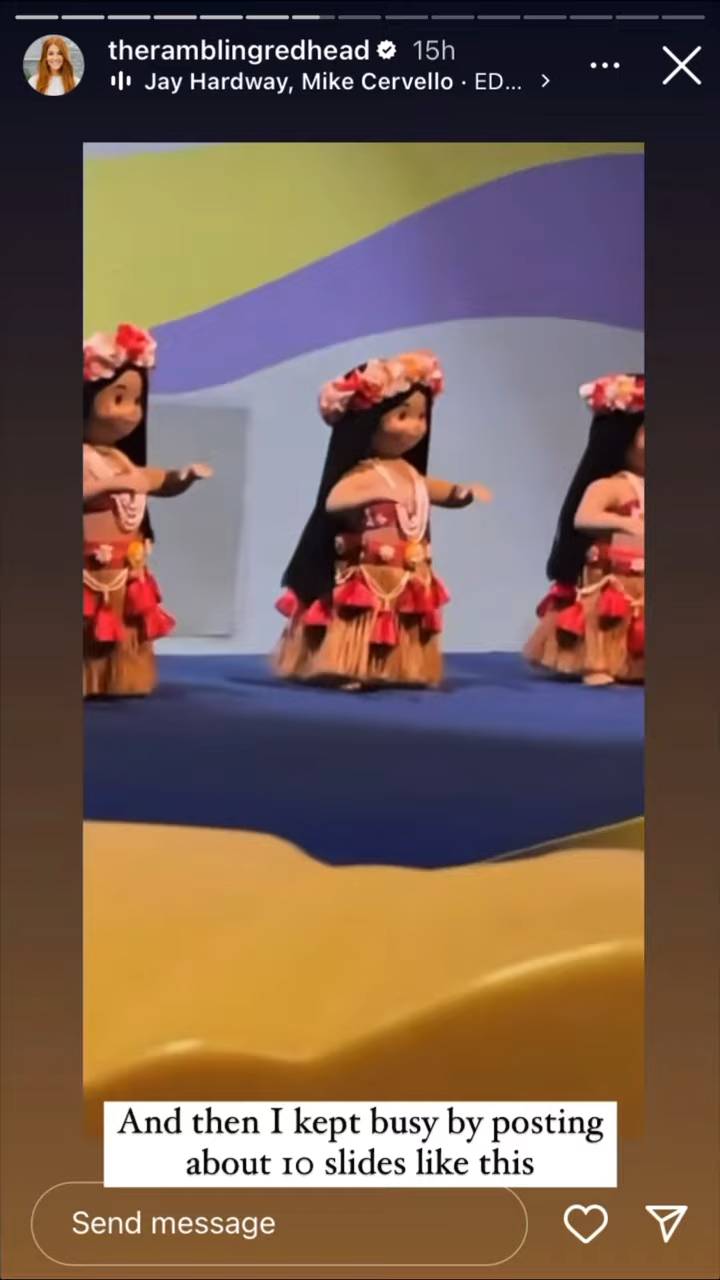 theramblingredhead 15h
Jay Hardway, Mike Cervello · ED...
And then I kept busy by posting
about 10 slides like this
Send message